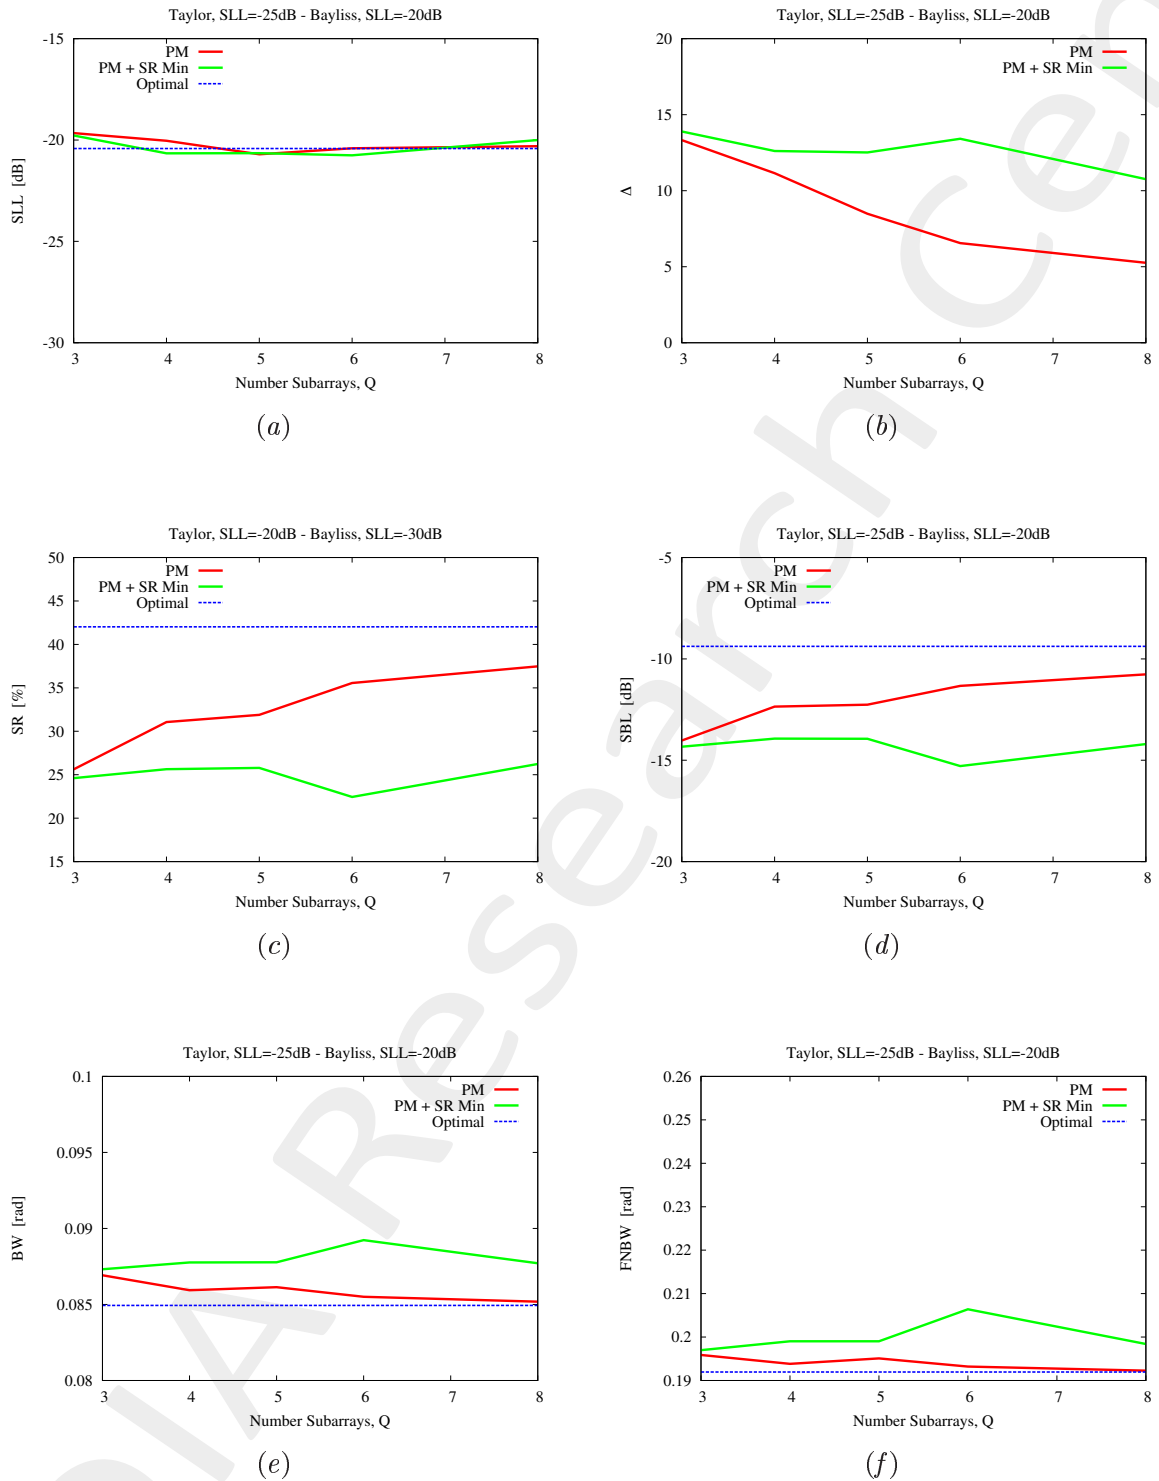 Taylor, SLL=-25dB - Bayliss, SLL=-20dB
SLL [dB]
-15
-20
-25
-30
PM
PM + SR Min
Optimal
3 4 5 6 7 8
Number Subarrays, Q
(a)
Taylor, SLL=-25dB - Bayliss, SLL=-20dB
Δ
20
15
10
5
0
PM
PM + SR Min
3 4 5 6 7 8
Number Subarrays, Q
(b)
Taylor, SLL=-20dB - Bayliss, SLL=-30dB
SR [%]
50
45
40
35
30
25
20
15
PM
PM + SR Min
Optimal
3 4 5 6 7 8
Number Subarrays, Q
(c)
Taylor, SLL=-25dB - Bayliss, SLL=-20dB
SBL [dB]
-5
-10
-15
-20
PM
PM + SR Min
Optimal
3 4 5 6 7 8
Number Subarrays, Q
(d)
Taylor, SLL=-25dB - Bayliss, SLL=-20dB
BW [rad]
0.1
0.095
0.09
0.085
0.08
PM
PM + SR Min
Optimal
3 4 5 6 7 8
Number Subarrays, Q
(e)
Taylor, SLL=-25dB - Bayliss, SLL=-20dB
FNBW [rad]
0.26
0.25
0.24
0.23
0.22
0.21
0.2
0.19
PM
PM + SR Min
Optimal
3 4 5 6 7 8
Number Subarrays, Q
(f)
DIA Research Cen